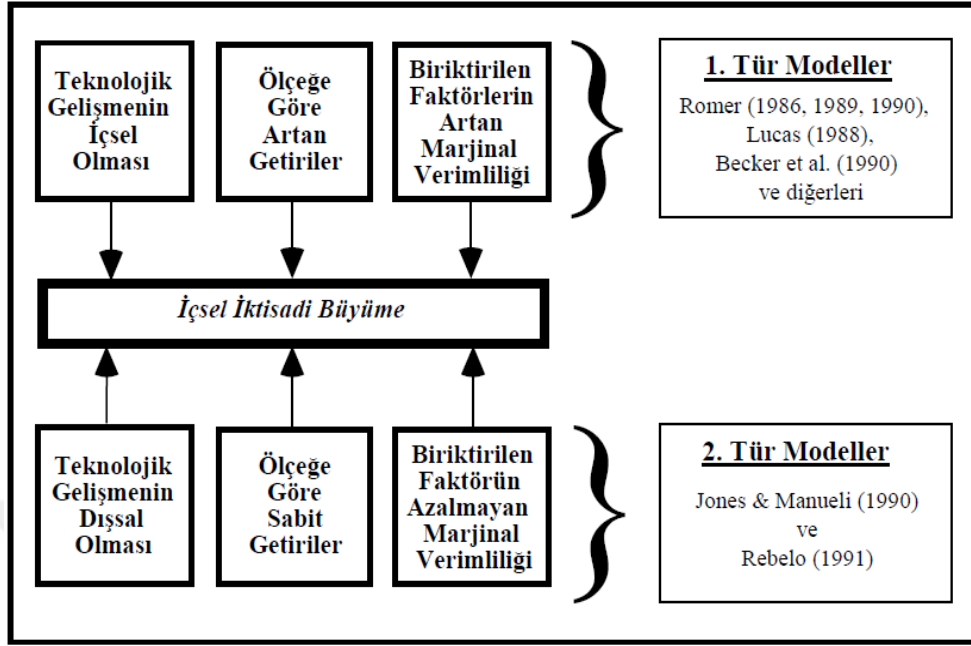 Teknolojik
Gelişmenin
İçsel
Olması
Ölçeğe
Göre
Artan
Getiriler
Biriktirilen
Faktörlerin
Artan
Marjinal
Verimliliği
1. Tür Modeller
Romer (1986, 1989, 1990),
Lucas (1988),
Becker et al. (1990)
ve diğerleri
İçsel İktisadi Büyüme
Teknolojik
Gelişmenin
Dışsal
Olması
Ölçeğe
Göre
Sabit
Getiriler
Biriktirilen
Faktörün
Azalmayan
Marjinal
Verimliliği
2. Tür Modeller
Jones & Manueli (1990)
ve
Rebelo (1991)